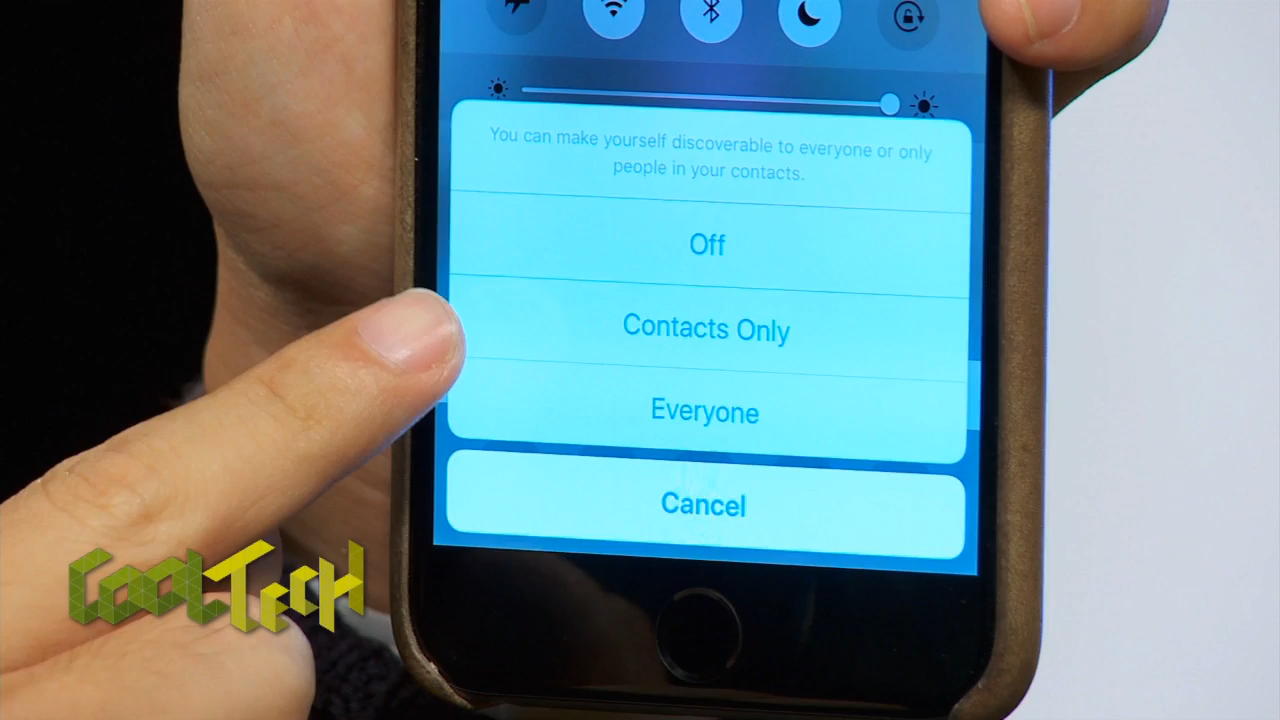 You can make yourself discoverable to everyone or only
people in your contacts.
Off
Contacts Only
Everyone
Cancel
CooLTecH